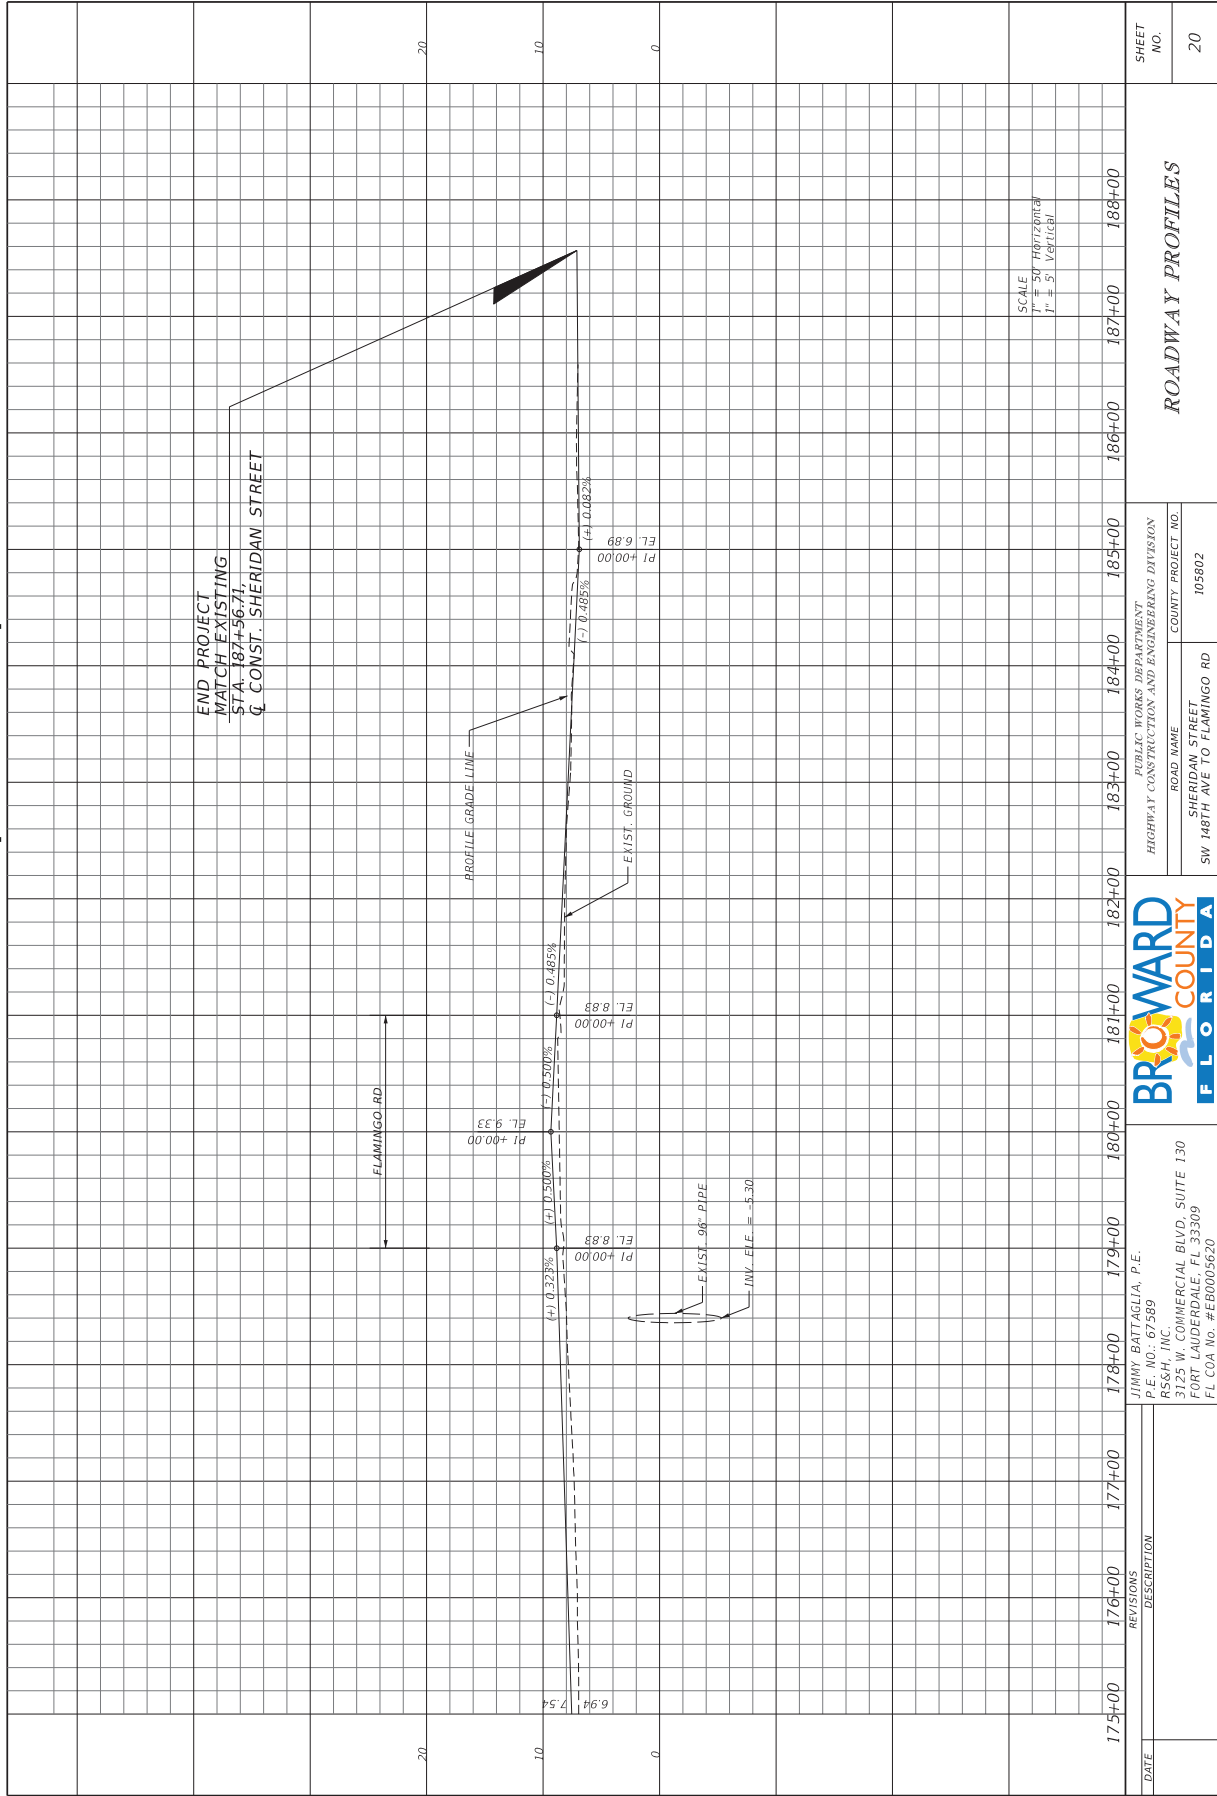 END PROJECT
MATCH EXISTING
STA. 187+56.71,
℄ CONST. SHERIDAN STREET
20
10
0
20
10
0
FLAMINGO RD
PROFILE GRADE LINE
EXIST. GROUND
7.54
6.94
(+) 0.323%
PI +00.00
EL. 8.83
(+) 0.500%
PI +00.00
EL. 9.33
(-) 0.500%
PI +00.00
EL. 8.83
(-) 0.485%
(-) 0.485%
PI +00.00
EL. 6.89
(+) 0.082%
EXIST. 96" PIPE
INV. ELE. = -5.30
SCALE
1" = 50' Horizontal
1" = 5' Vertical
175+00
176+00
177+00
178+00
179+00
180+00
181+00
182+00
183+00
184+00
185+00
186+00
187+00
188+00
REVISIONS
DATE
DESCRIPTION
JIMMY BATTAGLIA, P.E.
P.E. NO.: 67589
RS&H, INC.
3125 W. COMMERCIAL BLVD, SUITE 130
FORT LAUDERDALE, FL 33309
FL COA No. #EB0005620
BROWARD
COUNTY
FLORIDA
PUBLIC WORKS DEPARTMENT
HIGHWAY CONSTRUCTION AND ENGINEERING DIVISION
ROAD NAME
COUNTY PROJECT NO.
SHERIDAN STREET
SW 148TH AVE TO FLAMINGO RD
105802
ROADWAY PROFILES
SHEET
NO.
20